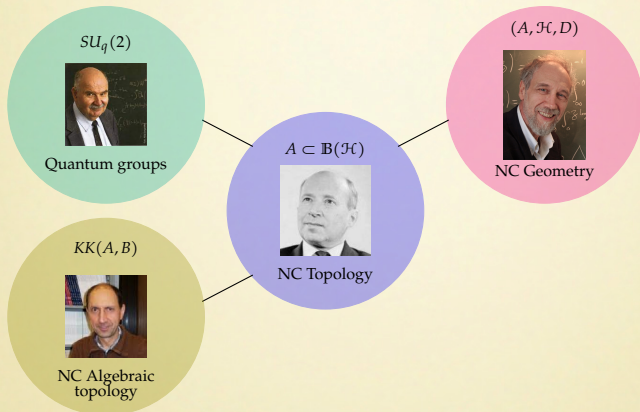 SU_q(2)
Quantum groups
(A, ℋ, D)
NC Geometry
A ⊂ 𝔹(ℋ)
NC Topology
KK(A, B)
NC Algebraic
topology